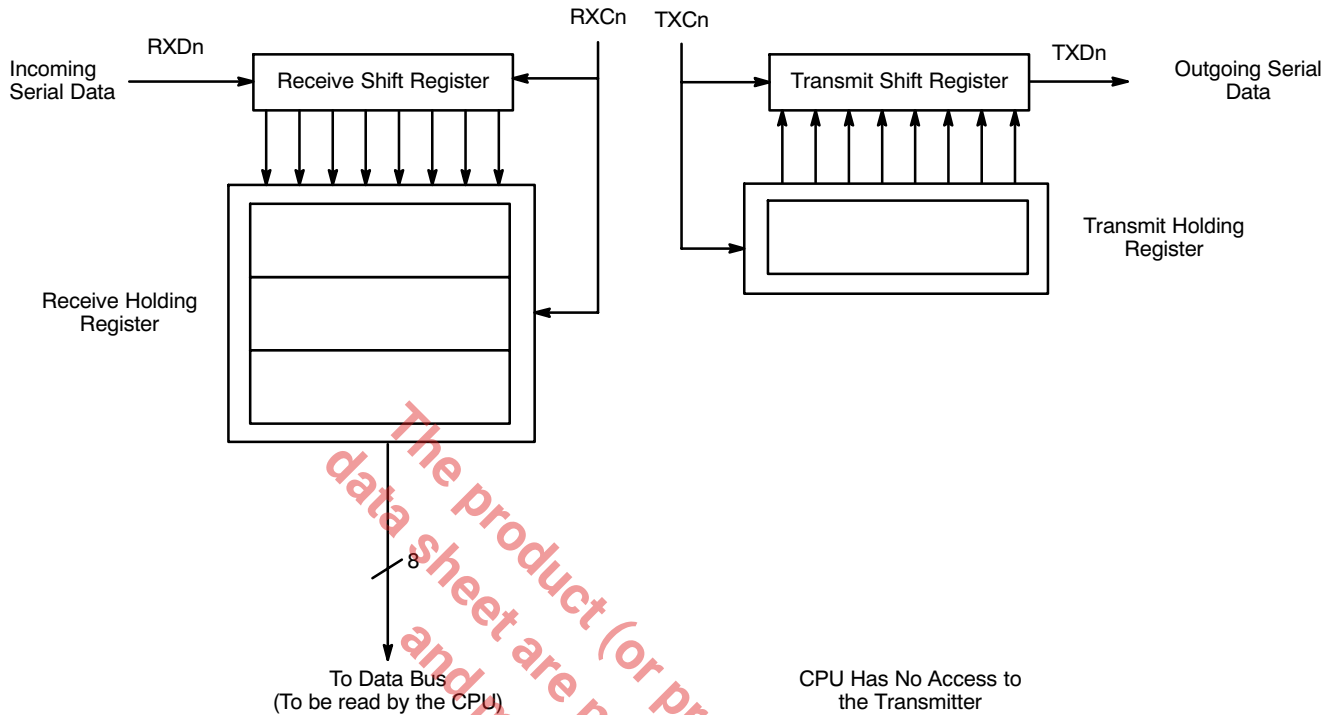 RXCn
TXCn
RXDn
TXDn
Incoming
Serial Data
Receive Shift Register
Transmit Shift Register
Outgoing Serial
Data
Transmit Holding
Register
Receive Holding
Register
8
To Data Bus
(To be read by the CPU)
CPU Has No Access to
the Transmitter
The product (or
data sheet are
and